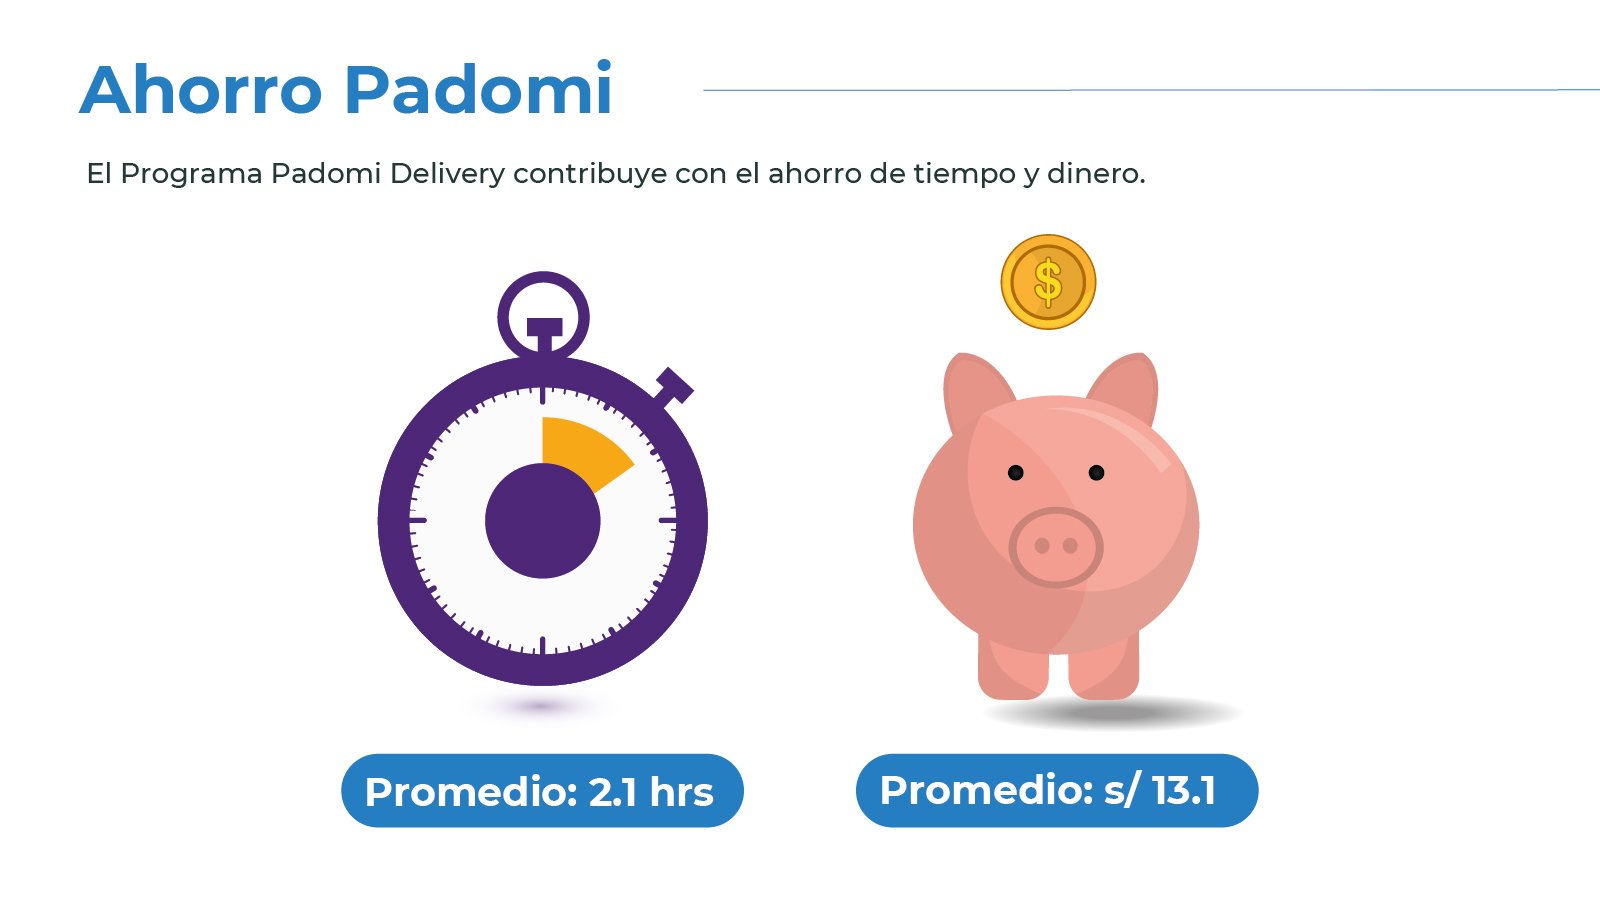 Ahorro Padomi
El Programa Padomi Delivery contribuye con el ahorro de tiempo y dinero.
$
Promedio: 2.1 hrs
Promedio: s/ 13.1